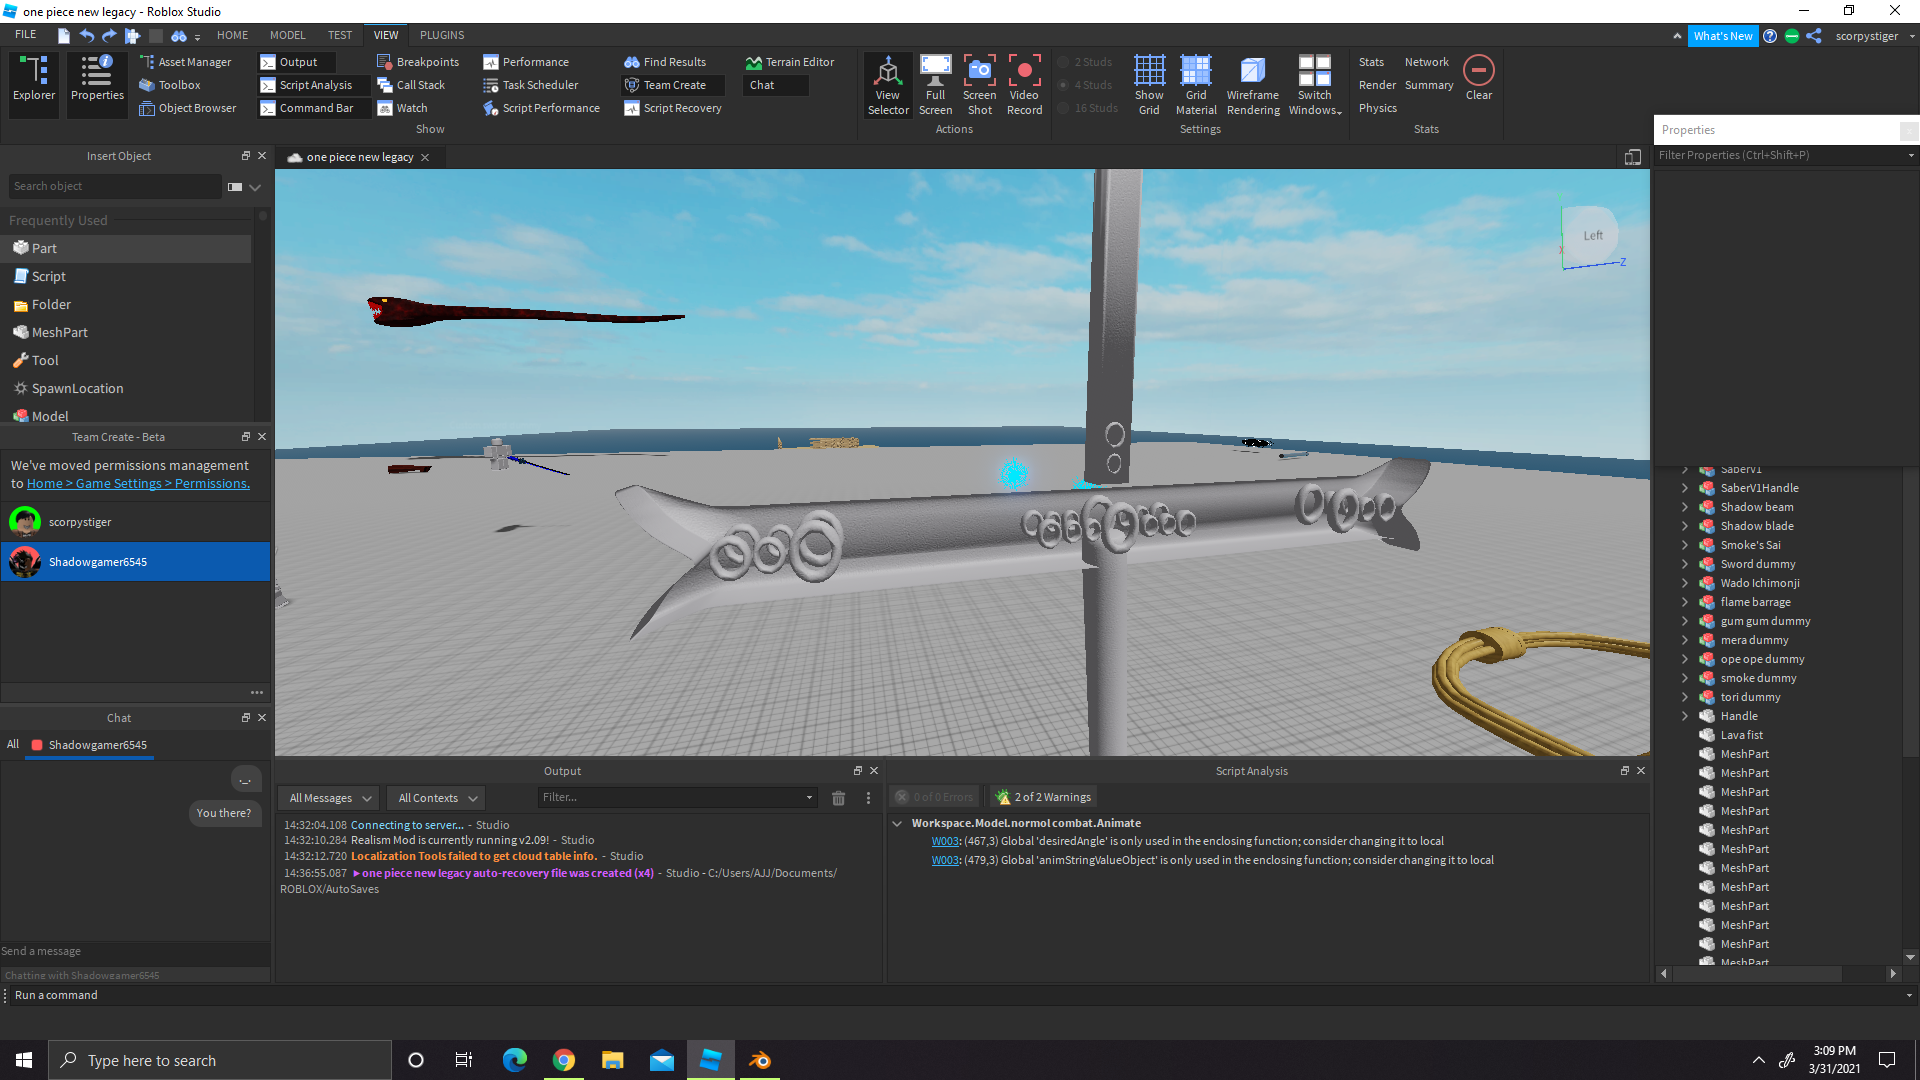 one piece new legacy - Roblox Studio
FILE
HOME
MODEL
TEST
VIEW
PLUGINS
What's New
scorpystiger
Explorer
Properties
Asset Manager
Toolbox
Object Browser
Output
Script Analysis
Command Bar
Breakpoints
Call Stack
Watch
Performance
Task Scheduler
Script Performance
Find Results
Team Create
Script Recovery
Terrain Editor
Chat
Show
View Selector
Full Screen
Screen Shot
Video Record
Actions
2 Studs
4 Studs
16 Studs
Show Grid
Grid Material
Wireframe Rendering
Switch Windows
Settings
Stats
Network
Render
Summary
Physics
Clear
Stats
Insert Object
Search object
Frequently Used
Part
Script
Folder
MeshPart
Tool
SpawnLocation
Model
Team Create - Beta
We've moved permissions management
to Home > Game Settings > Permissions.
scorpystiger
Shadowgamer6545
Chat
All
Shadowgamer6545
._.
You there?
Send a message
Chatting with Shadowgamer6545
one piece new legacy
Left
X
Z
Output
All Messages
All Contexts
Filter...
14:32:04.108 Connecting to server... - Studio
14:32:10.284 Realism Mod is currently running v2.09! - Studio
14:32:12.720 Localization Tools failed to get cloud table info. - Studio
14:36:55.087 one piece new legacy auto-recovery file was created (x4) - Studio - C:/Users/AJJ/Documents/
ROBLOX/AutoSaves
Script Analysis
0 of 0 Errors
2 of 2 Warnings
Workspace.Model.normol combat.Animate
W003: (467,3) Global 'desiredAngle' is only used in the enclosing function; consider changing it to local
W003: (479,3) Global 'animStringValueObject' is only used in the enclosing function; consider changing it to local
Properties
Filter Properties (Ctrl+Shift+P)
SaberV1
SaberV1Handle
Shadow beam
Shadow blade
Smoke's Sai
Sword dummy
Wado Ichimonji
flame barrage
gum gum dummy
mera dummy
ope ope dummy
smoke dummy
tori dummy
Handle
Lava fist
MeshPart
MeshPart
MeshPart
MeshPart
MeshPart
MeshPart
MeshPart
MeshPart
MeshPart
MeshPart
MeshPart
MeshPart
Run a command
Type here to search
3:09 PM
3/31/2021